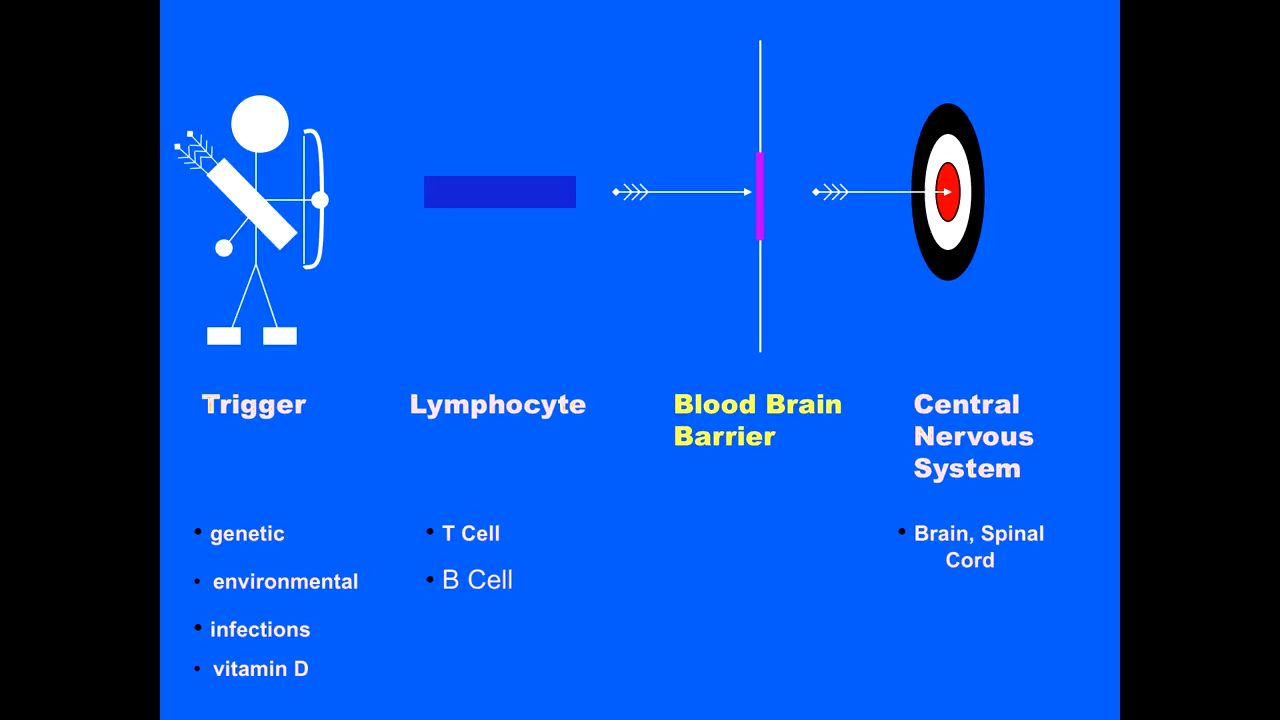 Trigger
Lymphocyte
Blood Brain
Barrier
Central
Nervous
System
• genetic
• environmental
• infections
• vitamin D
• T Cell
• B Cell
• Brain, Spinal
Cord